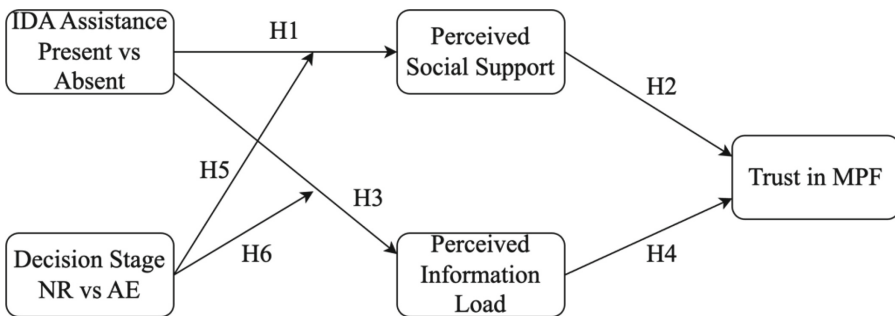 IDA Assistance
Present vs
Absent
H1
Perceived
Social Support
H2
H5
H3
Trust in MPF
H6
H4
Decision Stage
NR vs AE
Perceived
Information
Load